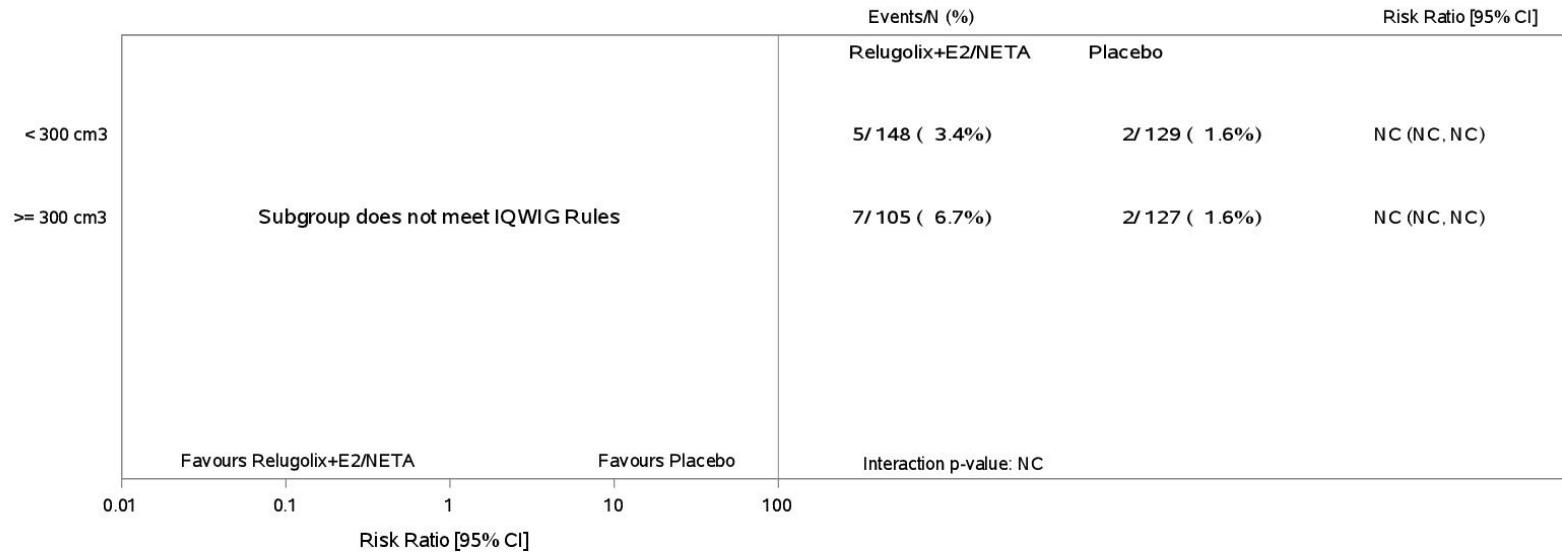 Events/N (%) Risk Ratio [95% CI]
Relugolix+E2/NETA Placebo
< 300 cm3 5/ 148 ( 3.4%) 2/ 129 ( 1.6%) NC (NC, NC)
>= 300 cm3 Subgroup does not meet IQWIG Rules 7/ 105 ( 6.7%) 2/ 127 ( 1.6%) NC (NC, NC)
Favours Relugolix+E2/NETA Favours Placebo Interaction p-value: NC
0.01 0.1 1 10 100
Risk Ratio [95% CI]